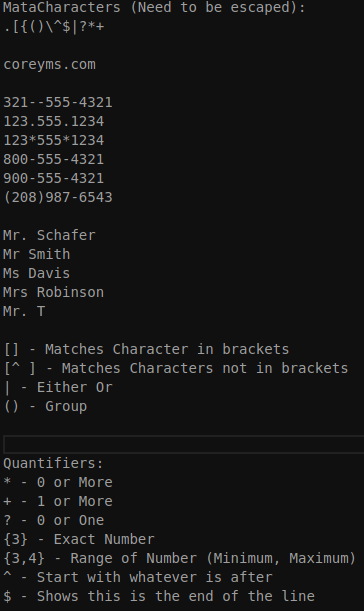 MataCharacters (Need to be escaped):
.[{()\^$|?*+
coreyms.com
321--555-4321
123.555.1234
123*555*1234
800-555-4321
900-555-4321
(208)987-6543
Mr. Schafer
Mr Smith
Ms Davis
Mrs Robinson
Mr. T
[] - Matches Character in brackets
[^ ] - Matches Characters not in brackets
| - Either Or
() - Group
Quantifiers:
* - 0 or More
+ - 1 or More
? - 0 or One
{3} - Exact Number
{3,4} - Range of Number (Minimum, Maximum)
^ - Start with whatever is after
$ - Shows this is the end of the line